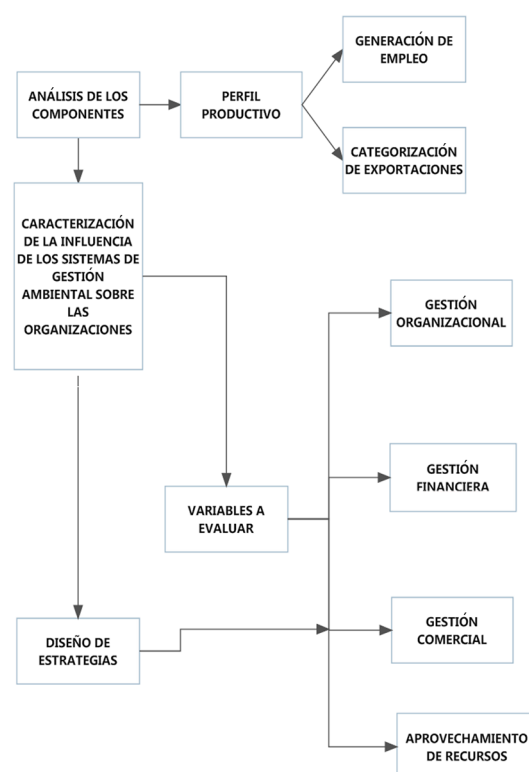 GENERACIÓN DE
EMPLEO
ANÁLISIS DE LOS
COMPONENTES
PERFIL
PRODUCTIVO
CATEGORIZACIÓN
DE EXPORTACIONES
CARACTERIZACIÓN
DE LA INFLUENCIA
DE LOS SISTEMAS DE
GESTIÓN
AMBIENTAL SOBRE
LAS
ORGANIZACIONES
GESTIÓN
ORGANIZACIONAL
GESTIÓN
FINANCIERA
VARIABLES A
EVALUAR
GESTIÓN
COMERCIAL
DISEÑO DE
ESTRATEGIAS
APROVECHAMIENTO
DE RECURSOS